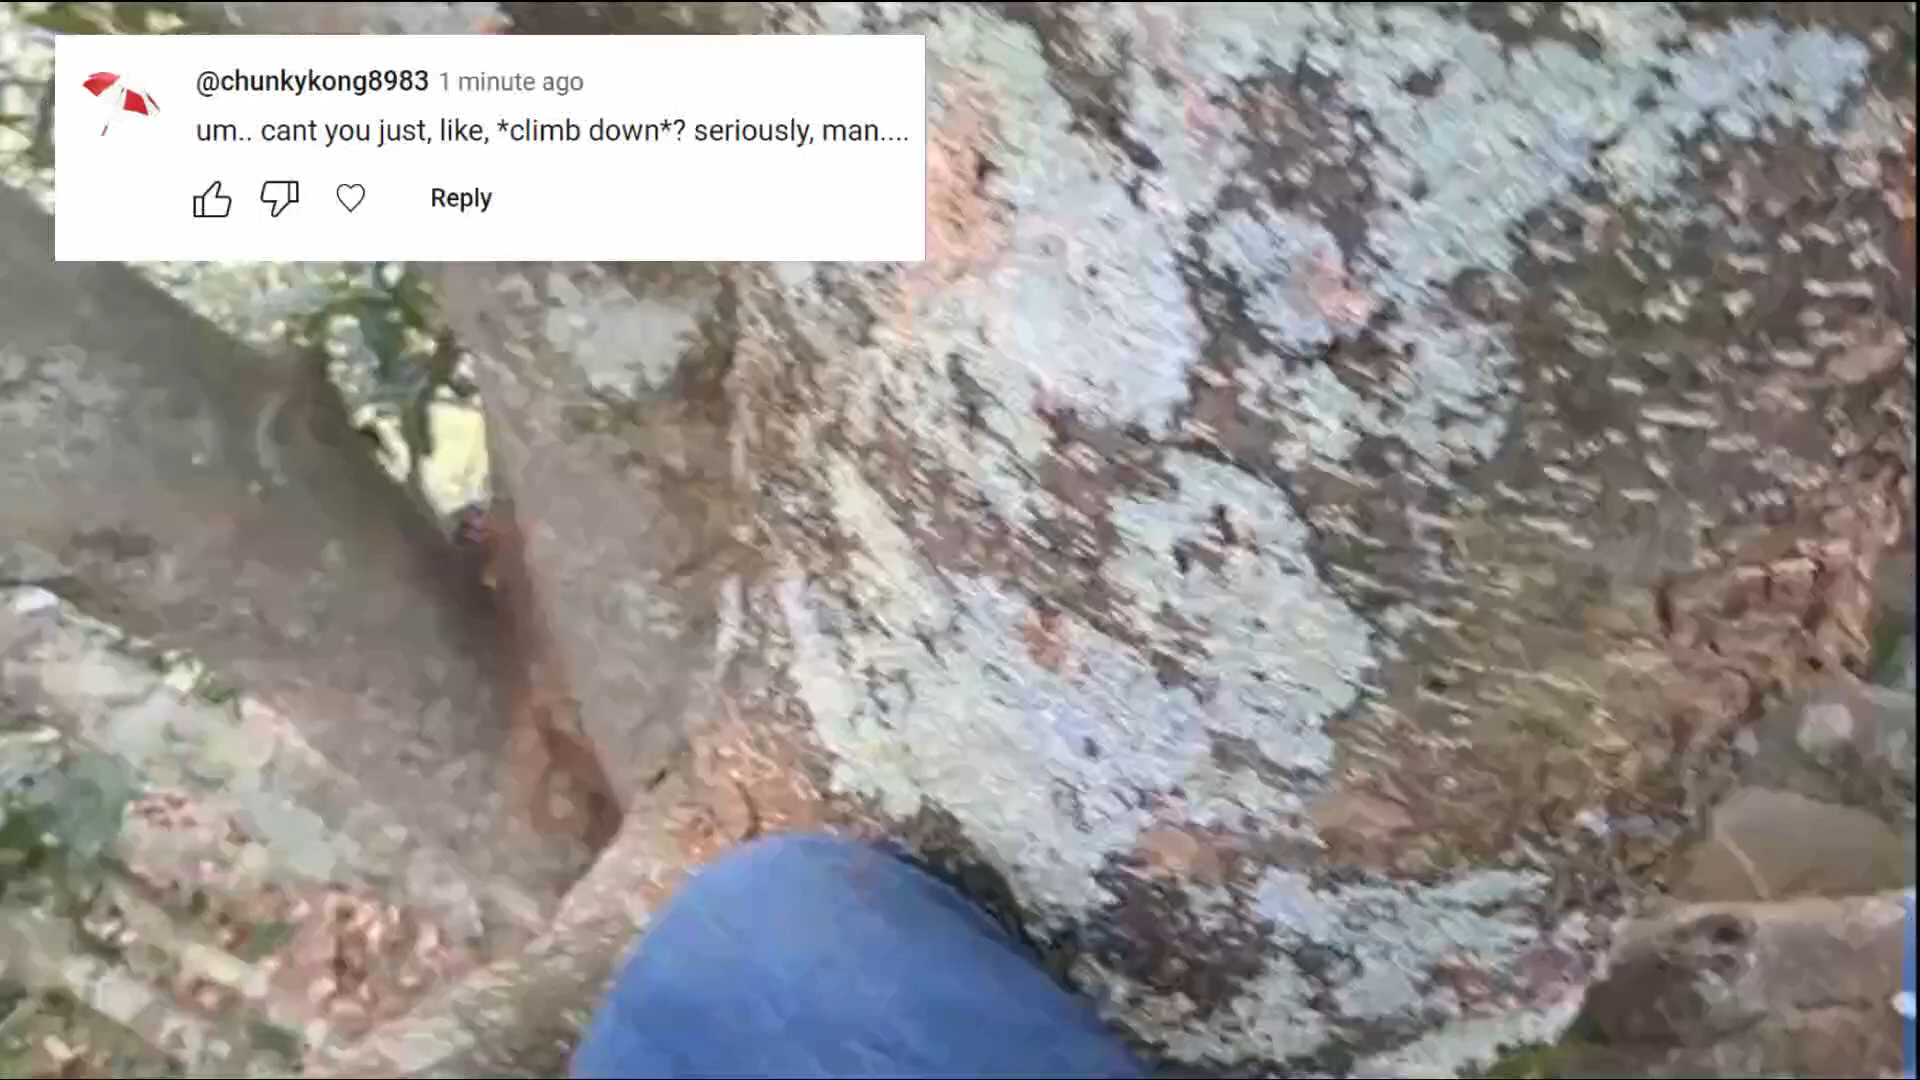 @chunkykong8983 1 minute ago
um.. cant you just, like, *climb down*? seriously, man....
Reply